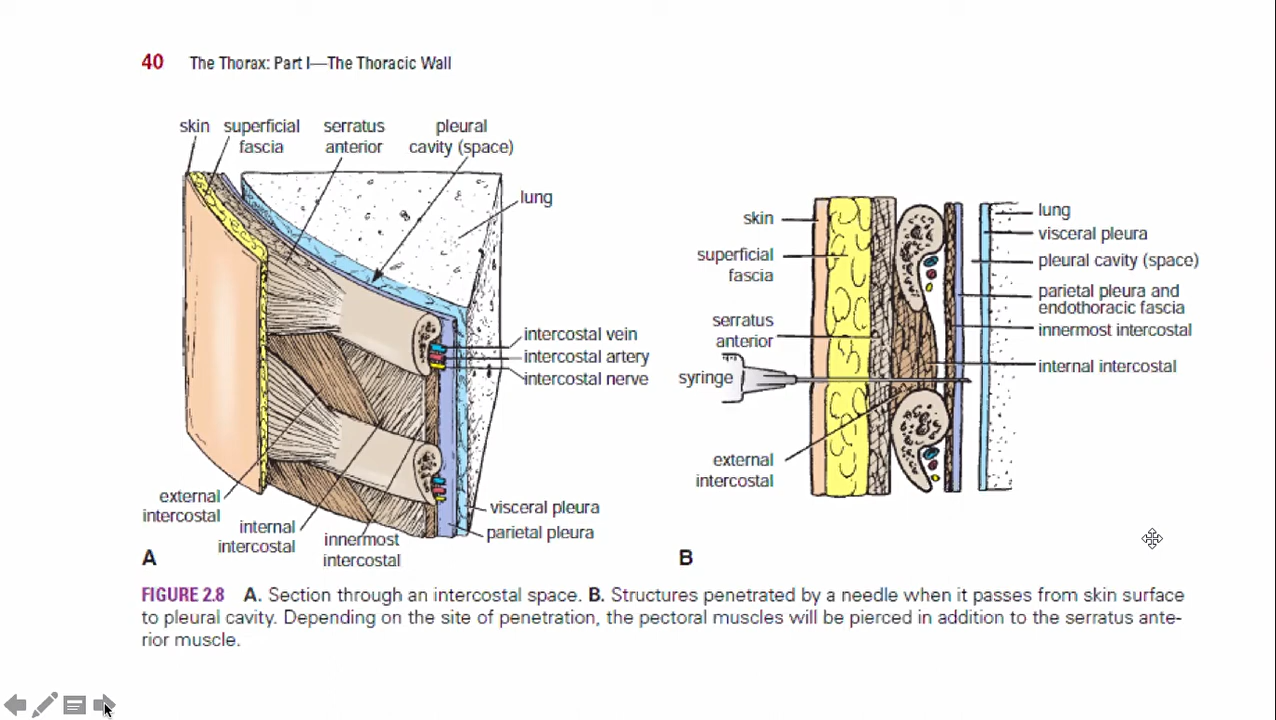 40 The Thorax: Part I—The Thoracic Wall
skin
superficial
fascia
serratus
anterior
pleural
cavity (space)
lung
intercostal vein
intercostal artery
intercostal nerve
external
intercostal
internal
intercostal
innermost
intercostal
visceral pleura
parietal pleura
A
skin
superficial
fascia
serratus
anterior
syringe
external
intercostal
lung
visceral pleura
pleural cavity (space)
parietal pleura and
endothoracic fascia
innermost intercostal
internal intercostal
B
FIGURE 2.8 A. Section through an intercostal space. B. Structures penetrated by a needle when it passes from skin surface
to pleural cavity. Depending on the site of penetration, the pectoral muscles will be pierced in addition to the serratus ante-
rior muscle.